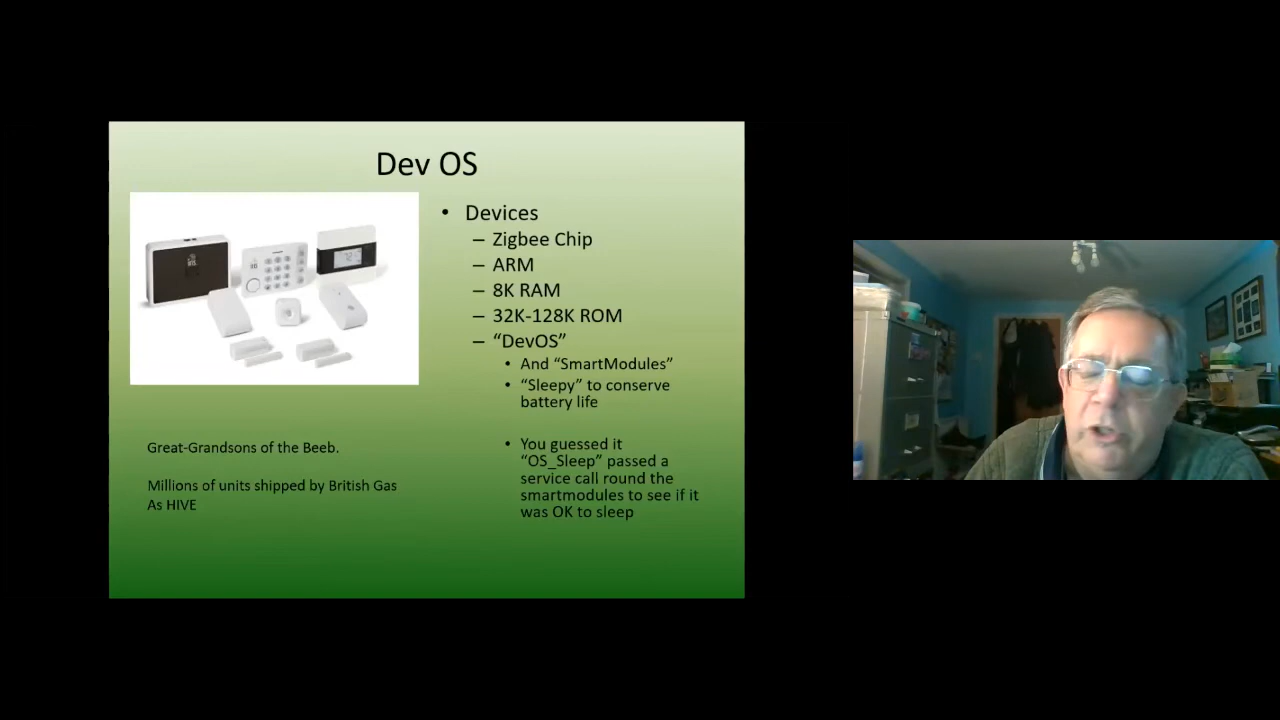 Dev OS
• Devices
– Zigbee Chip
– ARM
– 8K RAM
– 32K-128K ROM
– “DevOS”
• And “SmartModules”
• “Sleepy” to conserve
battery life
• You guessed it
“OS_Sleep” passed a
service call round the
smartmodules to see if it
was OK to sleep
Great-Grandsons of the Beeb.
Millions of units shipped by British Gas
As HIVE